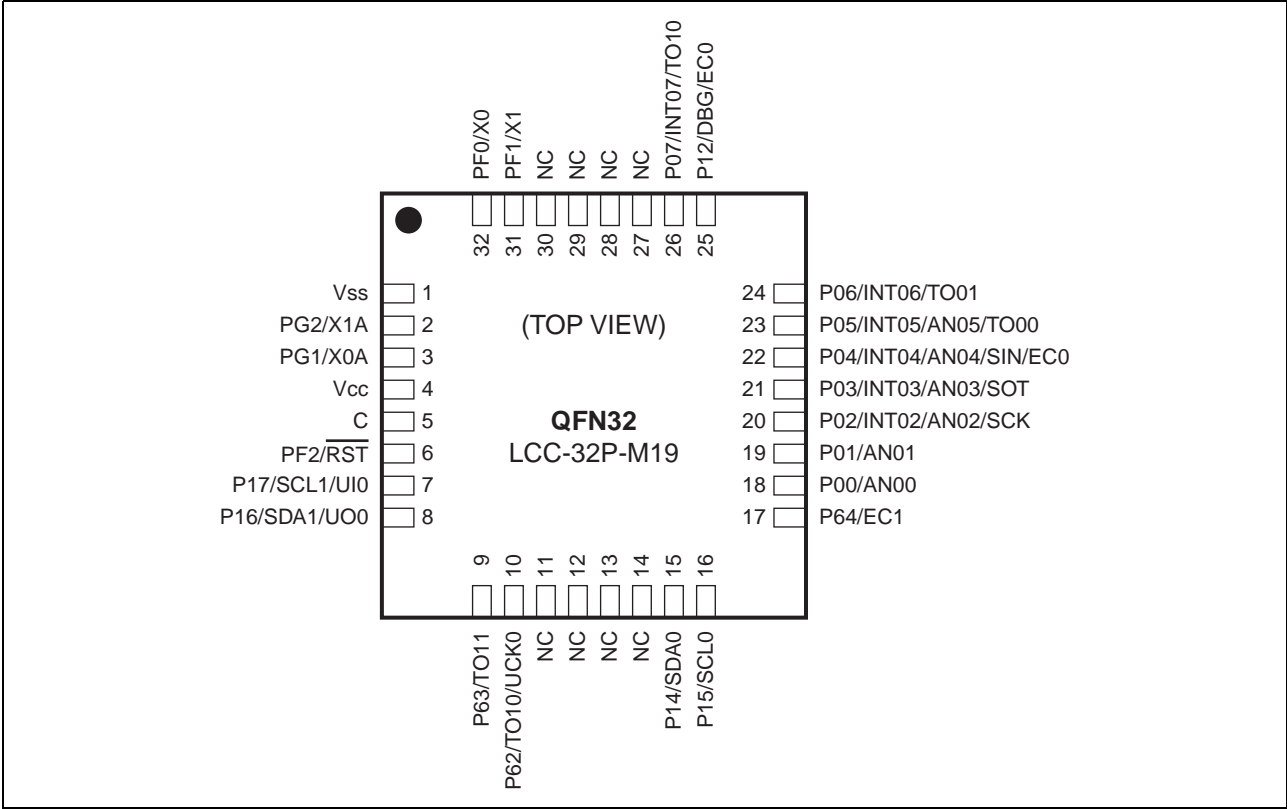 PF0/X0
PF1/X1
NC
NC
NC
NC
P07/INT07/TO10
P12/DBG/EC0
32
31
30
29
28
27
26
25
Vss 1
PG2/X1A 2
PG1/X0A 3
Vcc 4
C 5
PF2/RST 6
P17/SCL1/UI0 7
P16/SDA1/UO0 8
(TOP VIEW)
QFN32
LCC-32P-M19
24 P06/INT06/TO01
23 P05/INT05/AN05/TO00
22 P04/INT04/AN04/SIN/EC0
21 P03/INT03/AN03/SOT
20 P02/INT02/AN02/SCK
19 P01/AN01
18 P00/AN00
17 P64/EC1
9
10
11
12
13
14
15
16
P63/TO11
P62/TO10/UCK0
NC
NC
NC
NC
P14/SDA0
P15/SCL0